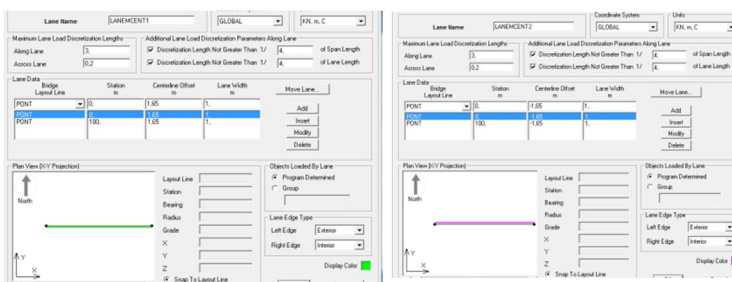 Lane Name LANEMCENT1 GLOBAL KN, m, C
Maximum Lane Load Discretization Lengths Additional Lane Load Discretization Parameters Along Lane
Along Lane 3. Discretization Length Not Greater Than 1/ 4. of Span Length
Across Lane 0.2 Discretization Length Not Greater Than 1/ 4. of Lane Length
Lane Data
Bridge Layout Line Station m Centerline Offset m Lane Width m Move Lane...
PONT 0. 1.65 1.
PONT 0. 1.65 1.
PONT 100. 1.65 1.
Add
Insert
Modify
Delete
Plan View (X-Y Projection)
North
Y
X
Layout Line
Station
Bearing
Radius
Grade
X
Y
Z
Snap To Layout Line
Objects Loaded By Lane
Program Determined
Group
Lane Edge Type
Left Edge Exterior
Right Edge Interior
Display Color
Coordinate System Units
Lane Name LANEMCENT2 GLOBAL KN, m, C
Maximum Lane Load Discretization Lengths Additional Lane Load Discretization Parameters Along Lane
Along Lane 3. Discretization Length Not Greater Than 1/ 4. of Span Length
Across Lane 0.2 Discretization Length Not Greater Than 1/ 4. of Lane Length
Lane Data
Bridge Layout Line Station m Centerline Offset m Lane Width m Move Lane...
PONT 0. -1.65 1.
PONT 0. -1.65 1.
PONT 100. -1.65 1.
Add
Insert
Modify
Delete
Plan View (X-Y Projection)
North
Y
X
Layout Line
Station
Bearing
Radius
Grade
X
Y
Z
Snap To Layout Line
Objects Loaded By Lane
Program Determined
Group
Lane Edge Type
Left Edge Exterior
Right Edge Interior
Display Color